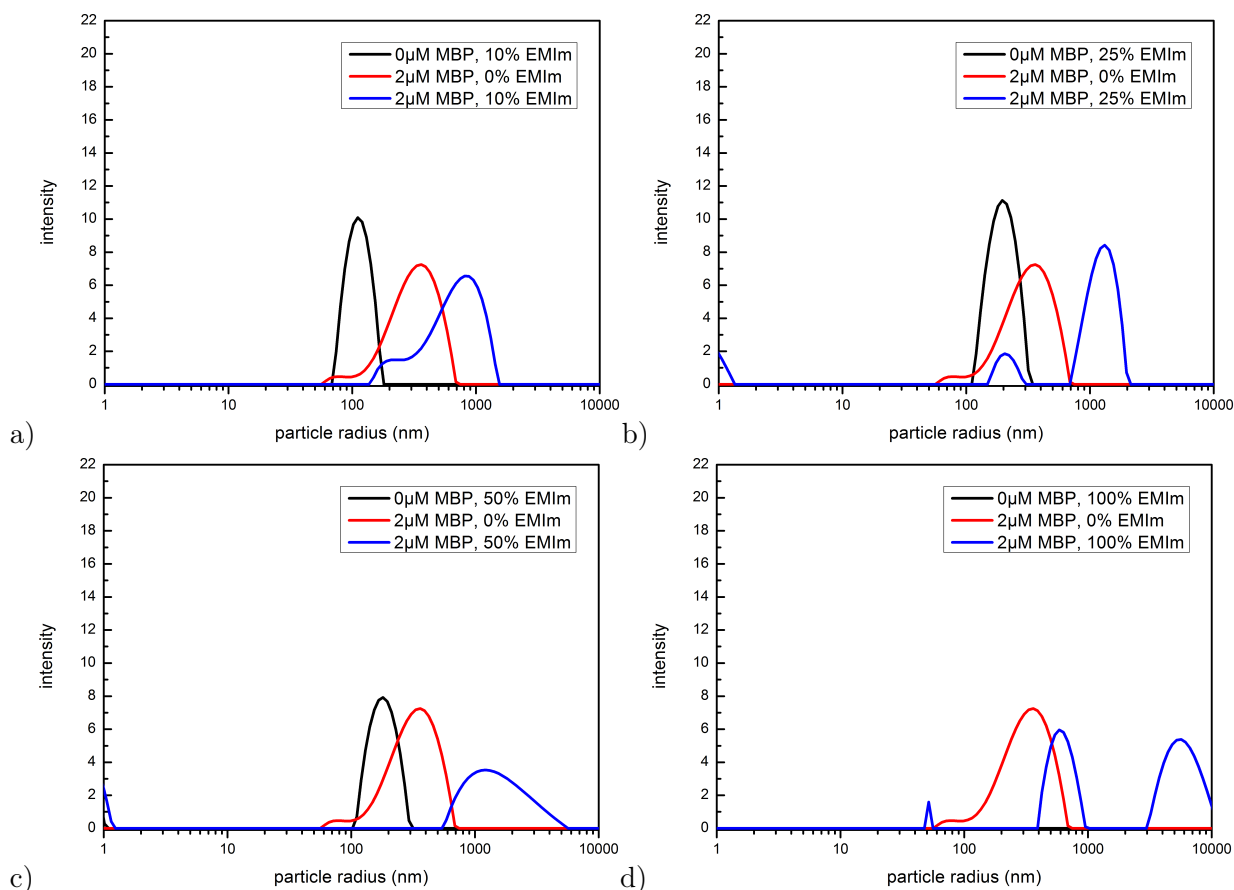 22
20
18
16
14
12
10
8
6
4
2
0
intensity
0µM MBP, 10% EMIm
2µM MBP, 0% EMIm
2µM MBP, 10% EMIm
1 10 100 1000 10000
particle radius (nm)
a)
22
20
18
16
14
12
10
8
6
4
2
0
intensity
0µM MBP, 25% EMIm
2µM MBP, 0% EMIm
2µM MBP, 25% EMIm
1 10 100 1000 10000
particle radius (nm)
b)
22
20
18
16
14
12
10
8
6
4
2
0
intensity
0µM MBP, 50% EMIm
2µM MBP, 0% EMIm
2µM MBP, 50% EMIm
1 10 100 1000 10000
particle radius (nm)
c)
22
20
18
16
14
12
10
8
6
4
2
0
intensity
0µM MBP, 100% EMIm
2µM MBP, 0% EMIm
2µM MBP, 100% EMIm
1 10 100 1000 10000
particle radius (nm)
d)